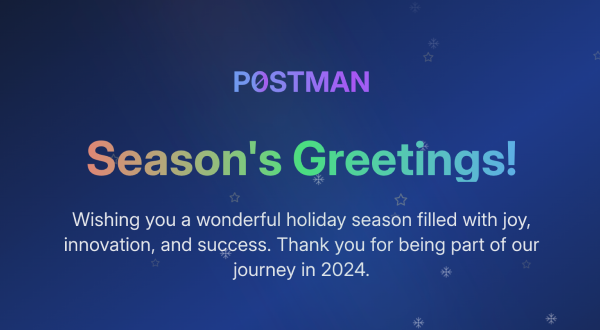 P0STMAN
Season's Greetings!
Wishing you a wonderful holiday season filled with joy,
innovation, and success. Thank you for being part of our
journey in 2024.